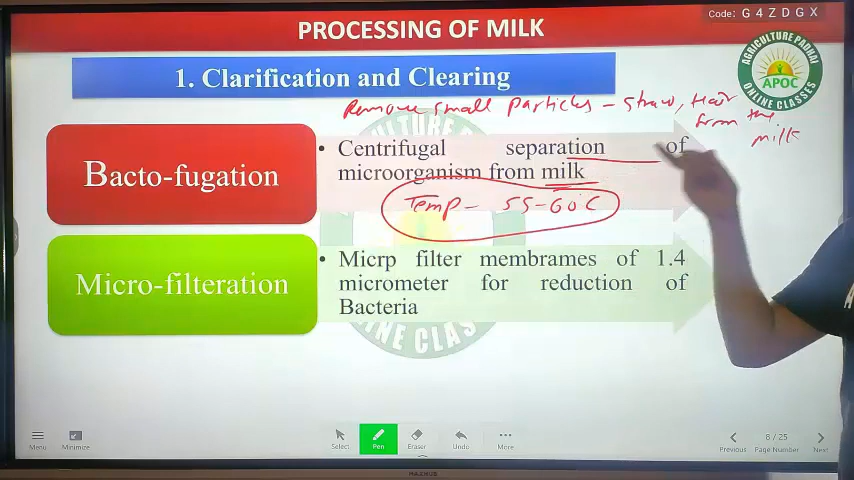 Code: G 4 Z D G X
PROCESSING OF MILK
AGRICULTURE PADHAI
APOC
ONLINE CLASSES
1. Clarification and Clearing
Remove small particles - straw, Hair
from the
milk
Bacto-fugation
• Centrifugal separation of
microorganism from milk
Temp - 55-60°C
Micro-filteration
• Micrp filter membrames of 1.4
micrometer for reduction of
Bacteria
ONLINE CLASSES
Menu
Minimize
Select
Pen
Eraser
Undo
More
Previous
8 / 25
Page Number
Next